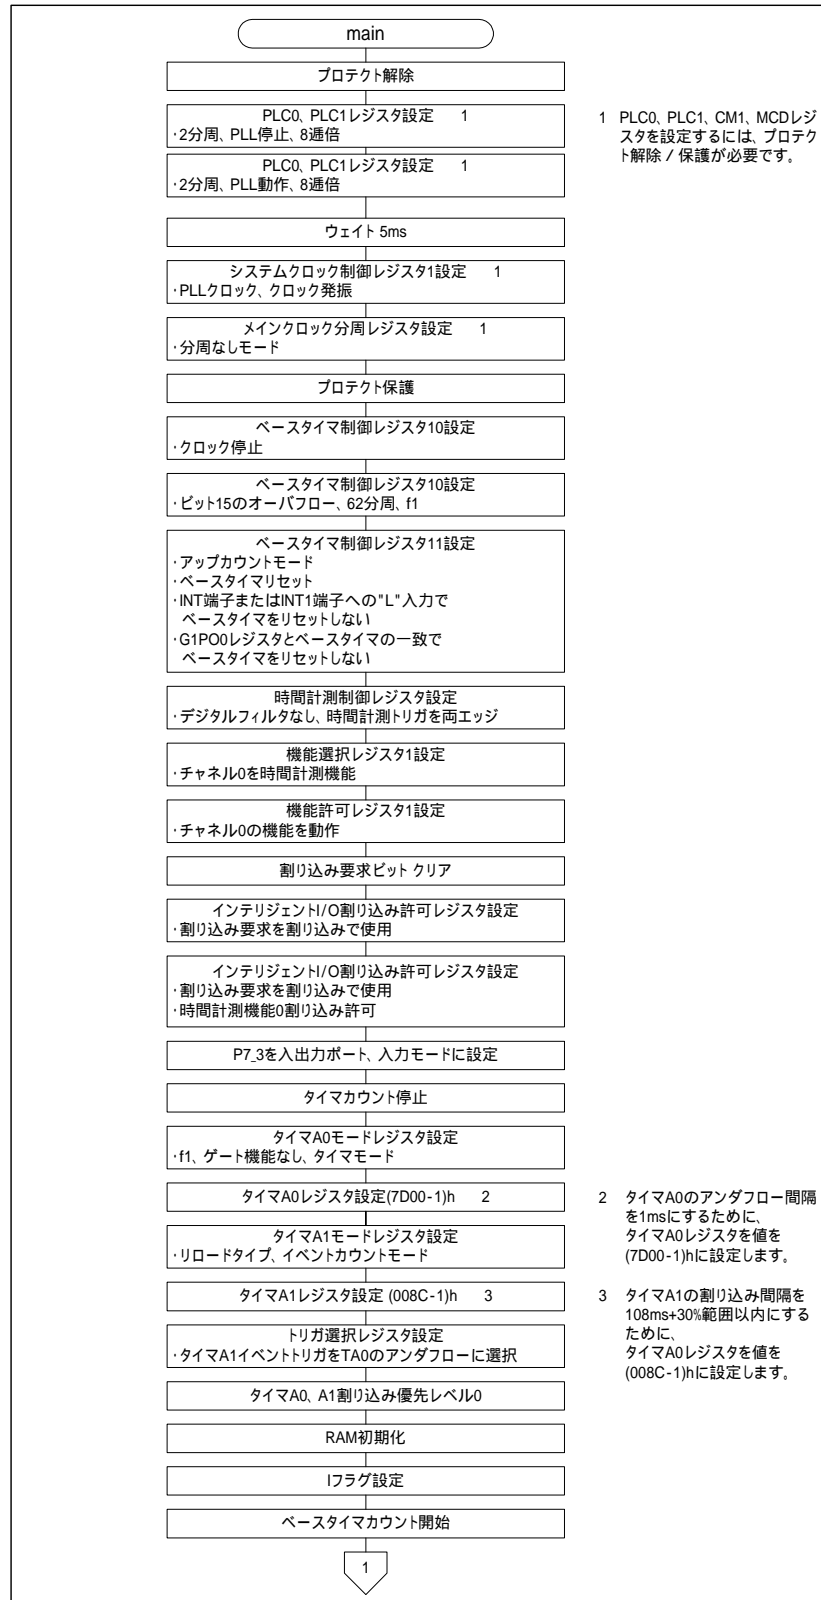 main
プロテクト解除
PLC0、PLC1レジスタ設定 1
・2分周、PLL停止、8逓倍
PLC0、PLC1レジスタ設定 1
・2分周、PLL動作、8逓倍
ウェイト 5ms
システムクロック制御レジスタ1設定 1
・PLLクロック、クロック発振
メインクロック分周レジスタ設定 1
・分周なしモード
プロテクト保護
ベースタイマ制御レジスタ10設定
・クロック停止
ベースタイマ制御レジスタ10設定
・ビット15のオーバフロー、62分周、f1
ベースタイマ制御レジスタ11設定
・アップカウントモード
・ベースタイマリセット
・INT端子またはINT1端子への"L"入力で
ベースタイマをリセットしない
・G1PO0レジスタとベースタイマの一致で
ベースタイマをリセットしない
時間計測制御レジスタ設定
・デジタルフィルタなし、時間計測トリガを両エッジ
機能選択レジスタ1設定
・チャネル0を時間計測機能
機能許可レジスタ1設定
・チャネル0の機能を動作
割り込み要求ビット クリア
インテリジェントI/O割り込み許可レジスタ設定
・割り込み要求を割り込みで使用
インテリジェントI/O割り込み許可レジスタ設定
・割り込み要求を割り込みで使用
・時間計測機能0割り込み許可
P7_3を入出力ポート、入力モードに設定
タイマカウント停止
タイマA0モードレジスタ設定
・f1、ゲート機能なし、タイマモード
タイマA0レジスタ設定(7D00-1)h 2
タイマA1モードレジスタ設定
・リロードタイプ、イベントカウントモード
タイマA1レジスタ設定 (008C-1)h 3
トリガ選択レジスタ設定
・タイマA1イベントトリガをTA0のアンダフローに選択
タイマA0、A1割り込み優先レベル0
RAM初期化
Iフラグ設定
ベースタイマカウント開始
1
1 PLC0、PLC1、CM1、MCDレジ
スタを設定するには、プロテク
ト解除/保護が必要です。
2 タイマA0のアンダフロー間隔
を1msにするために、
タイマA0レジスタを値を
(7D00-1)hに設定します。
3 タイマA1の割り込み間隔を
108ms+30%範囲以内にする
ために、
タイマA0レジスタを値を
(008C-1)hに設定します。